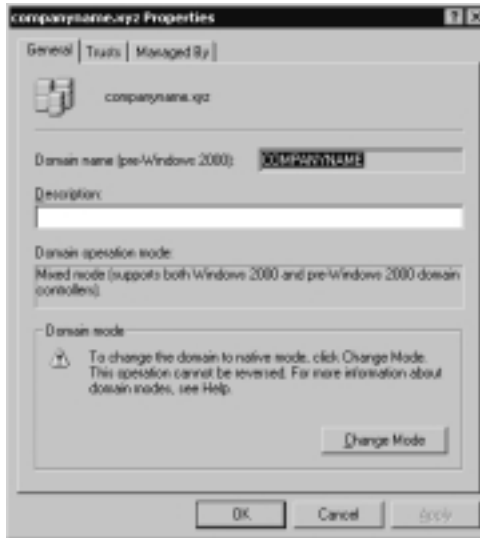 companyname.xyz Properties
General Trusts Managed By
companyname.xyz
Domain name (pre-Windows 2000): COMPANYNAME
Description:
Domain operation mode:
Mixed mode (supports both Windows 2000 and pre-Windows 2000 domain
controllers).
Domain mode
To change the domain to native mode, click Change Mode.
This operation cannot be reversed. For more information about
domain modes, see Help.
Change Mode
OK Cancel Apply